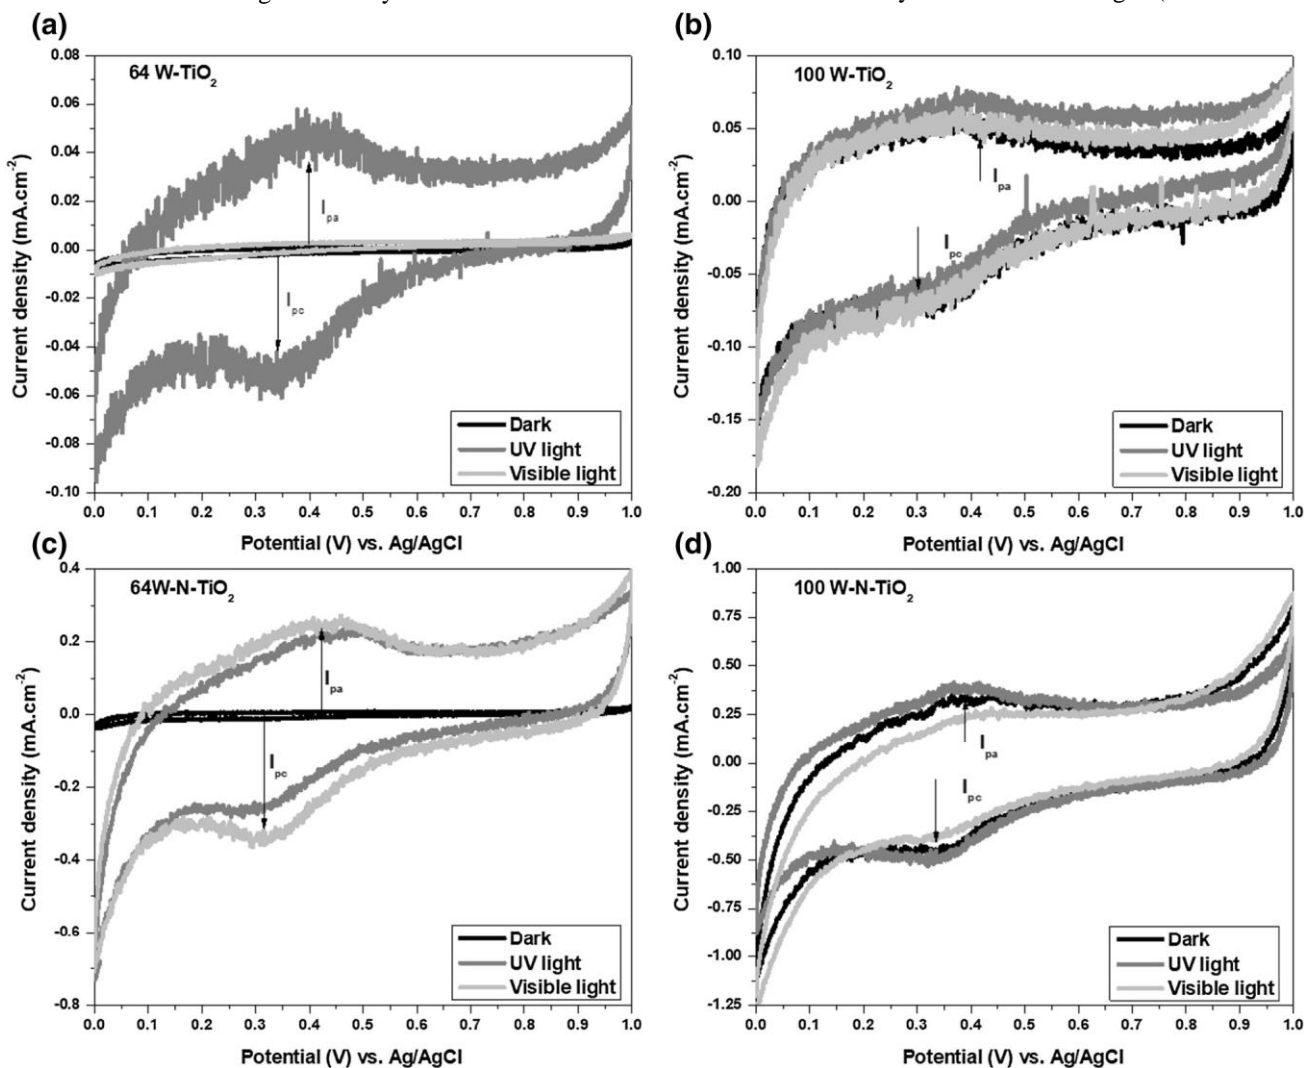 (a)
64 W-TiO2
0.08
0.06
0.04
0.02
0.00
-0.02
-0.04
-0.06
-0.08
-0.10
Current density (mA.cm-2)
Ipa
Ipc
Dark
UV light
Visible light
0.0 0.1 0.2 0.3 0.4 0.5 0.6 0.7 0.8 0.9 1.0
Potential (V) vs. Ag/AgCl
(b)
100 W-TiO2
0.10
0.05
0.00
-0.05
-0.10
-0.15
-0.20
Current density (mA.cm-2)
Ipa
Ipc
Dark
UV light
Visible light
0.0 0.1 0.2 0.3 0.4 0.5 0.6 0.7 0.8 0.9 1.0
Potential (V) vs. Ag/AgCl
(c)
64W-N-TiO2
0.4
0.2
0.0
-0.2
-0.4
-0.6
-0.8
Current density (mA.cm-2)
Ipa
Ipc
Dark
UV light
Visible light
0.0 0.1 0.2 0.3 0.4 0.5 0.6 0.7 0.8 0.9 1.0
Potential (V) vs. Ag/AgCl
(d)
100 W-N-TiO2
1.00
0.75
0.50
0.25
0.00
-0.25
-0.50
-0.75
-1.00
-1.25
Current density (mA.cm-2)
Ipa
Ipc
Dark
UV light
Visible light
0.0 0.1 0.2 0.3 0.4 0.5 0.6 0.7 0.8 0.9 1.0
Potential (V) vs. Ag/AgCl